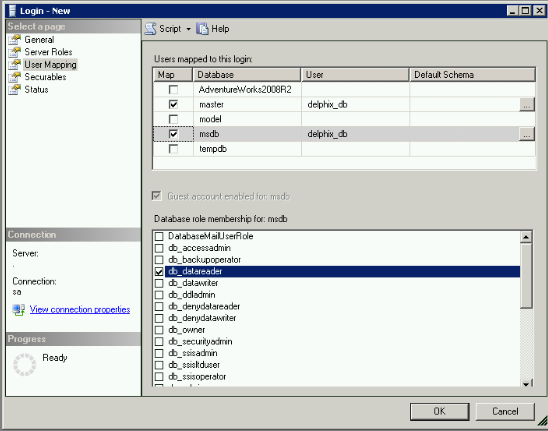 Login - New
Select a page
General
Server Roles
User Mapping
Securables
Status
Script Help
Users mapped to this login:
Map Database User Default Schema
AdventureWorks2008R2
master delphix_db ...
model
msdb delphix_db ...
tempdb
Guest account enabled for: msdb
Database role membership for: msdb
DatabaseMailUserRole
db_accessadmin
db_backupoperator
db_datareader
db_datawriter
db_ddladmin
db_denydatareader
db_denydatawriter
db_owner
db_securityadmin
db_ssisadmin
db_ssisltduser
db_ssisoperator
Connection
Server:
.
Connection:
sa
View connection properties
Progress
Ready
OK Cancel